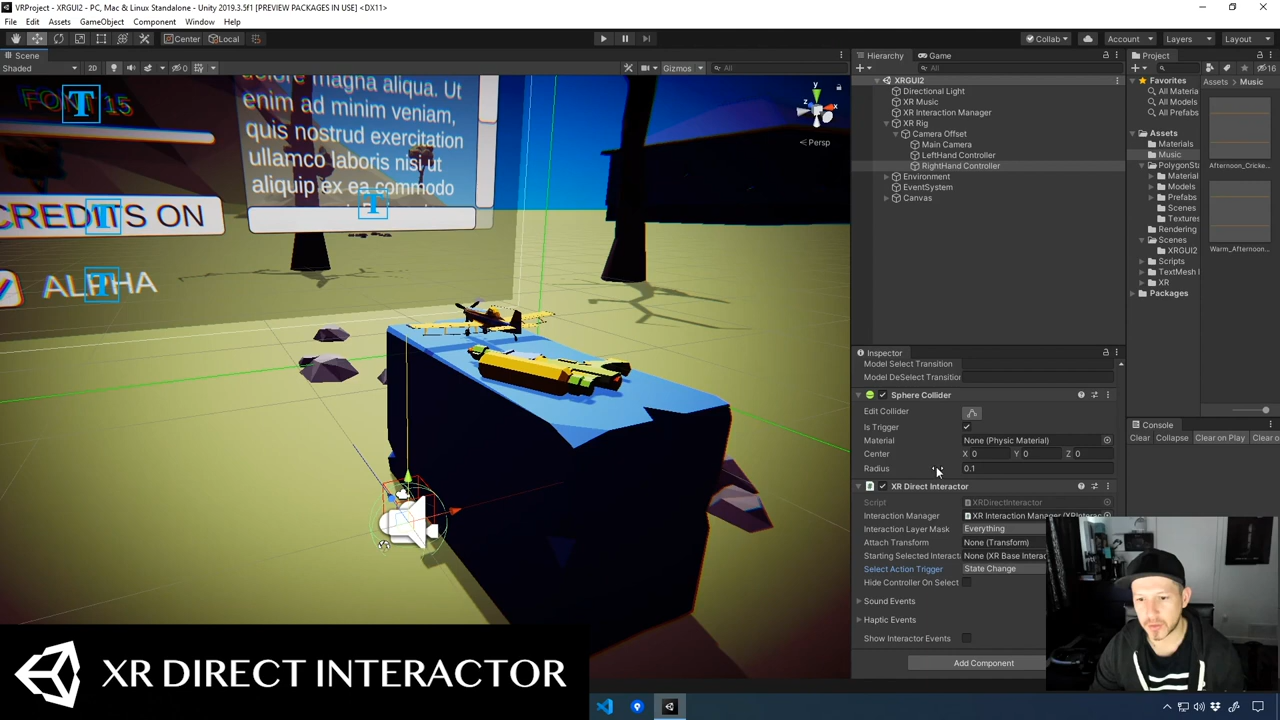 VRProject - XRGUI2 - PC, Mac & Linux Standalone - Unity 2019.3.5f1 [PREVIEW PACKAGES IN USE] <DX11>
File Edit Assets GameObject Component Window Help
Center Local
Collab Account Layers Layout
Scene
Shaded 2D 0 Gizmos All
FONT 15
dolore magna aliqua. Ut
enim ad minim veniam,
quis nostrud exercitation
ullamco laboris nisi ut
aliquip ex ea commodo
CREDITS ON
ALPHA
y
x
Persp
Hierarchy Game
All
XRGUI2
Directional Light
XR Music
XR Interaction Manager
XR Rig
Camera Offset
Main Camera
LeftHand Controller
RightHand Controller
Environment
EventSystem
Canvas
Project
16
Favorites
All Materia
All Models
All Prefabs
Assets
Materials
Music
PolygonSta
Material
Models
Prefabs
Scenes
Textures
Rendering
Scenes
XRGUI2
Scripts
TextMesh
XR
Packages
Assets > Music
Afternoon_Cricke...
Warm_Afternoon...
Inspector
Model Select Transition
Model DeSelect Transition
Sphere Collider
Edit Collider
Is Trigger
Material None (Physic Material)
Center X 0 Y 0 Z 0
Radius 0.1
XR Direct Interactor
Script XRDirectInteractor
Interaction Manager XR Interaction Manager (XRInterac
Interaction Layer Mask Everything
Attach Transform None (Transform)
Starting Selected Interact None (XR Base Interac
Select Action Trigger State Change
Hide Controller On Select
Sound Events
Haptic Events
Show Interactor Events
Add Component
Console
Clear Collapse Clear on Play Clear o
XR DIRECT INTERACTOR